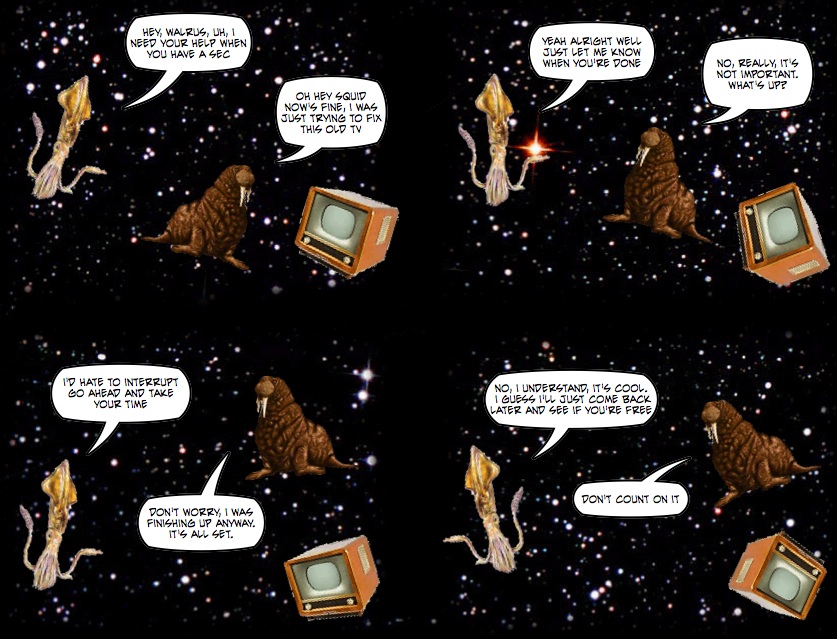 HEY, WALRUS, UH, I
NEED YOUR HELP WHEN
YOU HAVE A SEC
OH HEY SQUID
NOW'S FINE, I WAS
JUST TRYING TO FIX
THIS OLD TV
YEAH ALRIGHT WELL
JUST LET ME KNOW
WHEN YOU'RE DONE
NO, REALLY, IT'S
NOT IMPORTANT.
WHAT'S UP?
I'D HATE TO INTERRUPT
GO AHEAD AND TAKE
YOUR TIME
DON'T WORRY, I WAS
FINISHING UP ANYWAY.
IT'S ALL SET.
NO, I UNDERSTAND, IT'S COOL.
I GUESS I'LL JUST COME BACK
LATER AND SEE IF YOU'RE FREE
DON'T COUNT ON IT